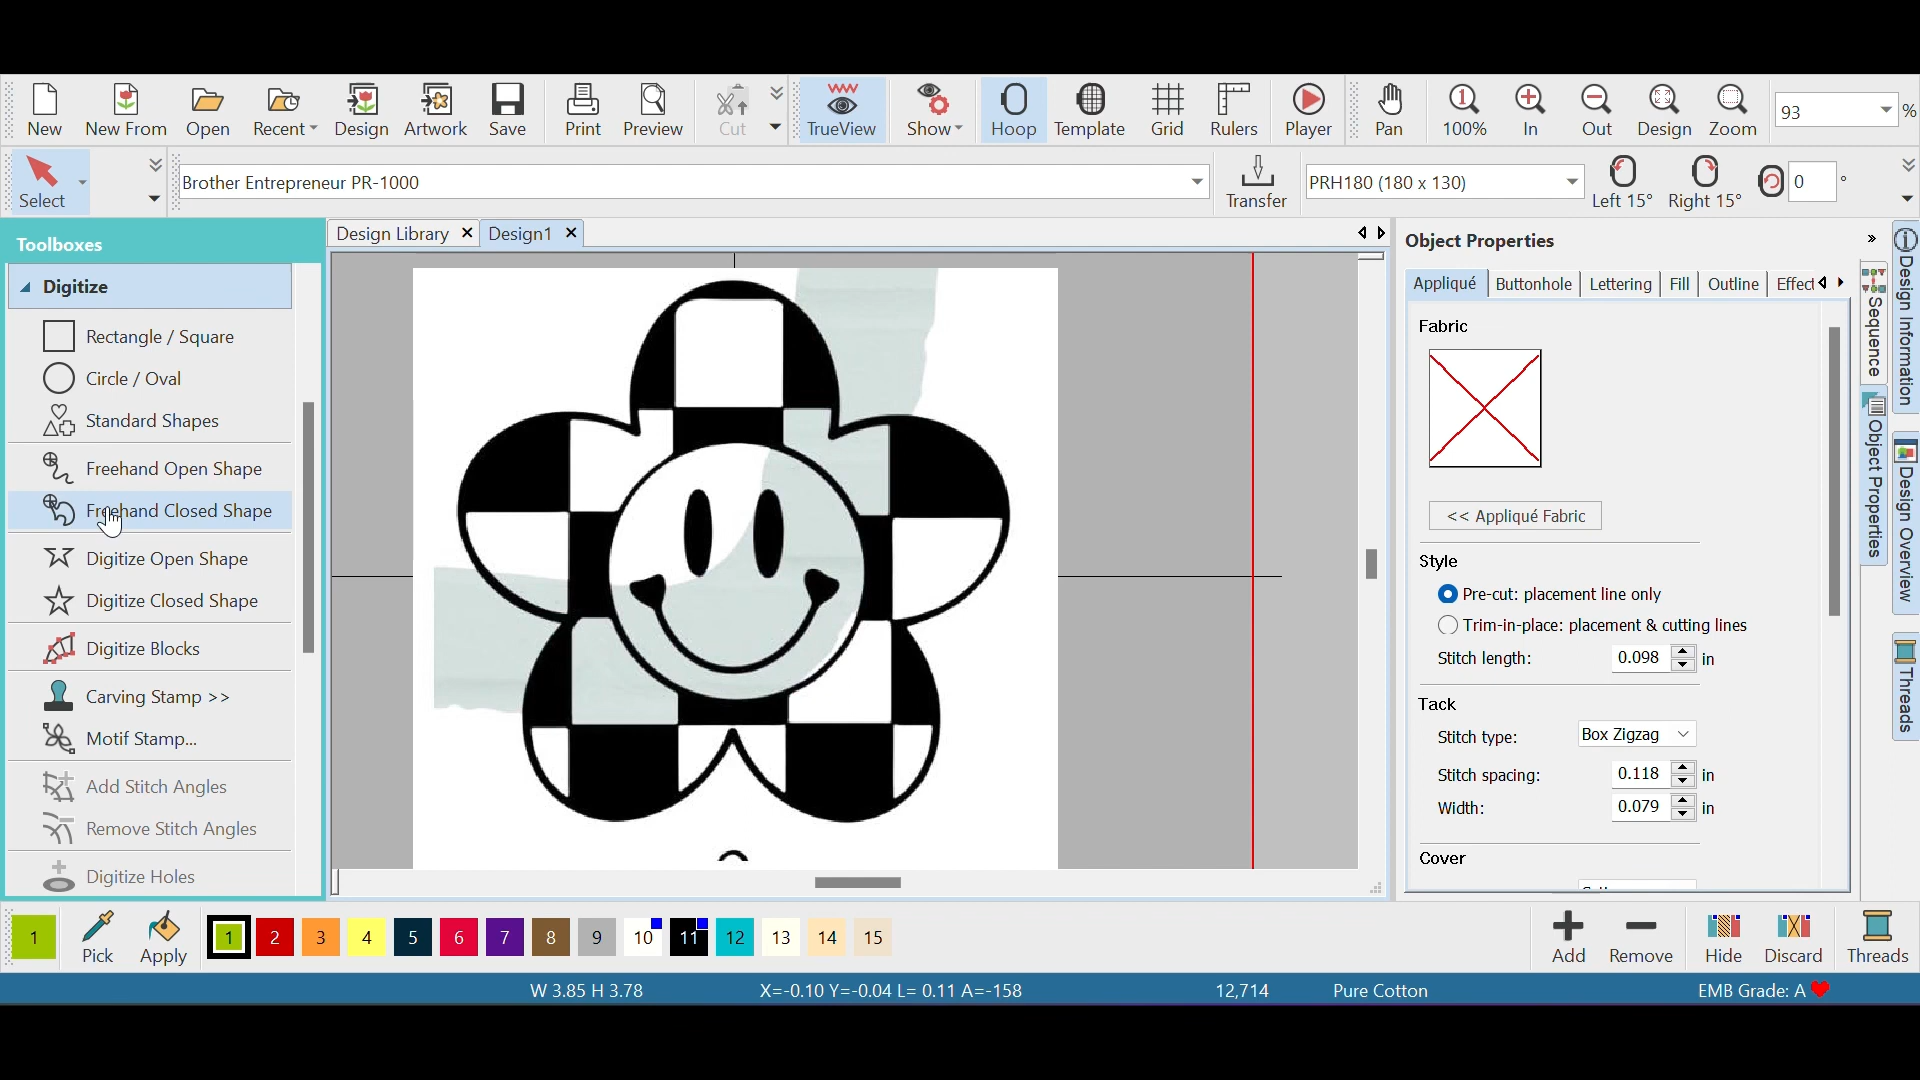 New New From Open Recent Design Artwork Save Print Preview Cut TrueView Show Hoop Template Grid Rulers Player Pan 1 100% In Out Design Zoom 93 %
Select Brother Entrepreneur PR-1000 Transfer PRH180 (180 x 130) Left 15° Right 15° 0 °
Toolboxes
Digitize
Rectangle / Square
Circle / Oval
Standard Shapes
Freehand Open Shape
Freehand Closed Shape
Digitize Open Shape
Digitize Closed Shape
Digitize Blocks
Carving Stamp >>
Motif Stamp...
Add Stitch Angles
Remove Stitch Angles
Digitize Holes
Design Library Design1
Object Properties
Appliqué Buttonhole Lettering Fill Outline Effect
Fabric
<< Appliqué Fabric
Style
Pre-cut: placement line only
Trim-in-place: placement & cutting lines
Stitch length: 0.098 in
Tack
Stitch type: Box Zigzag
Stitch spacing: 0.118 in
Width: 0.079 in
Cover
Sequence
Object Properties
Design Information
Design Overview
Threads
1 Pick Apply 1 2 3 4 5 6 7 8 9 10 11 12 13 14 15 Add Remove Hide Discard Threads
W 3.85 H 3.78 X=-0.10 Y=-0.04 L= 0.11 A=-158 12,714 Pure Cotton EMB Grade: A